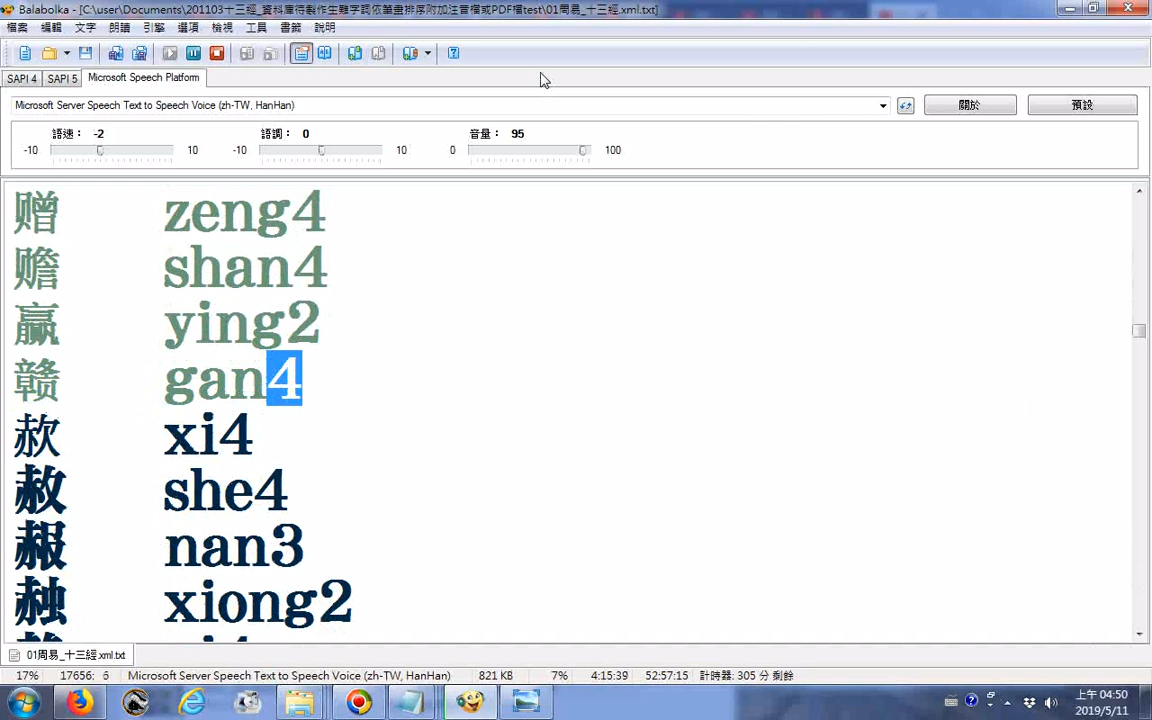 Balabolka - [C:\user\Documents\201103十三經_資料庫待製作生難字詞依筆畫排序附加注音檔或PDF檔test\01周易_十三經.xml.txt]
檔案 編輯 文字 朗讀 引擎 選項 檢視 工具 書籤 說明
SAPI 4 SAPI 5 Microsoft Speech Platform
Microsoft Server Speech Text to Speech Voice (zh-TW, HanHan) 關於 預設
語速： -2 語調： 0 音量： 95
-10 10 -10 10 0 100
赠 zeng4
赡 shan4
赢 ying2
赣 gan4
赥 xi4
赦 she4
赧 nan3
赨 xiong2
01周易_十三經.xml.txt
17% 17656: 6 Microsoft Server Speech Text to Speech Voice (zh-TW, HanHan) 821 KB 7% 4:15:39 52:57:15 計時器: 305 分 剩餘
上午 04:50
2019/5/11